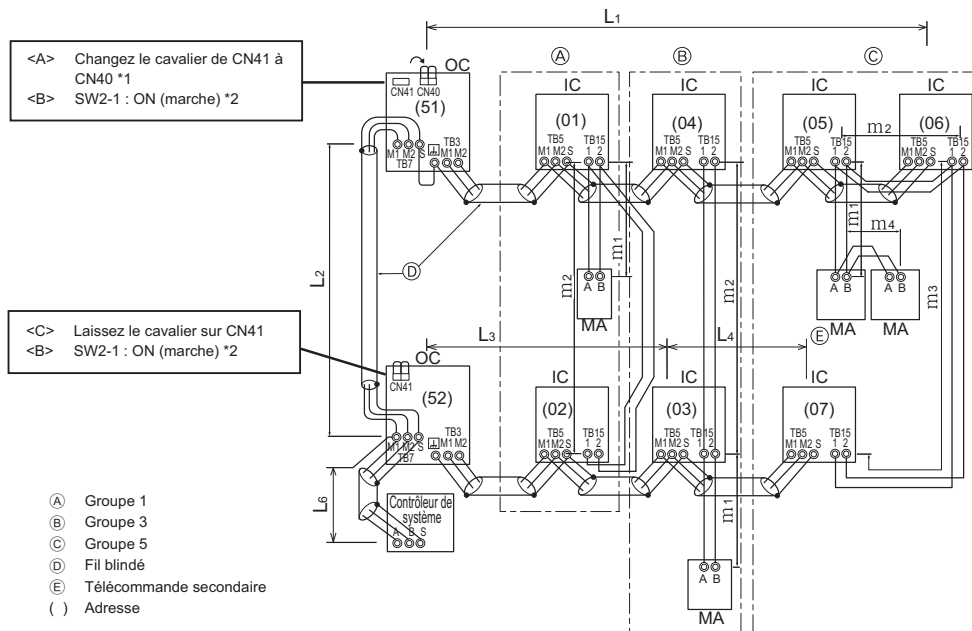 L1
<A> Changez le cavalier de CN41 à
CN40 *1
<B> SW2-1 : ON (marche) *2
OC
CN41 CN40
(51)
TB3
M1 M2 S M1 M2
TB7
A
B
C
IC
(01)
TB5 TB15
M1 M2 S 1 2
IC
(04)
TB5 TB15
M1 M2 S 1 2
IC
(05)
TB5 TB15
M1 M2 S 1 2
m2
IC
(06)
TB5 TB15
M1 M2 S 1 2
L2
D
m2
m1
A B
MA
m2
m1
m4
m3
A B
MA
A B
MA
E
<C> Laissez le cavalier sur CN41
<B> SW2-1 : ON (marche) *2
L3
L4
OC
CN41
(52)
TB3
M1 M2 S M1 M2
TB7
IC
(02)
TB5 TB15
M1 M2 S 1 2
IC
(03)
TB5 TB15
M1 M2 S 1 2
IC
(07)
TB5 TB15
M1 M2 S 1 2
L6
Contrôleur de
système
A B S
m1
A B
MA
A Groupe 1
B Groupe 3
C Groupe 5
D Fil blindé
E Télécommande secondaire
( ) Adresse